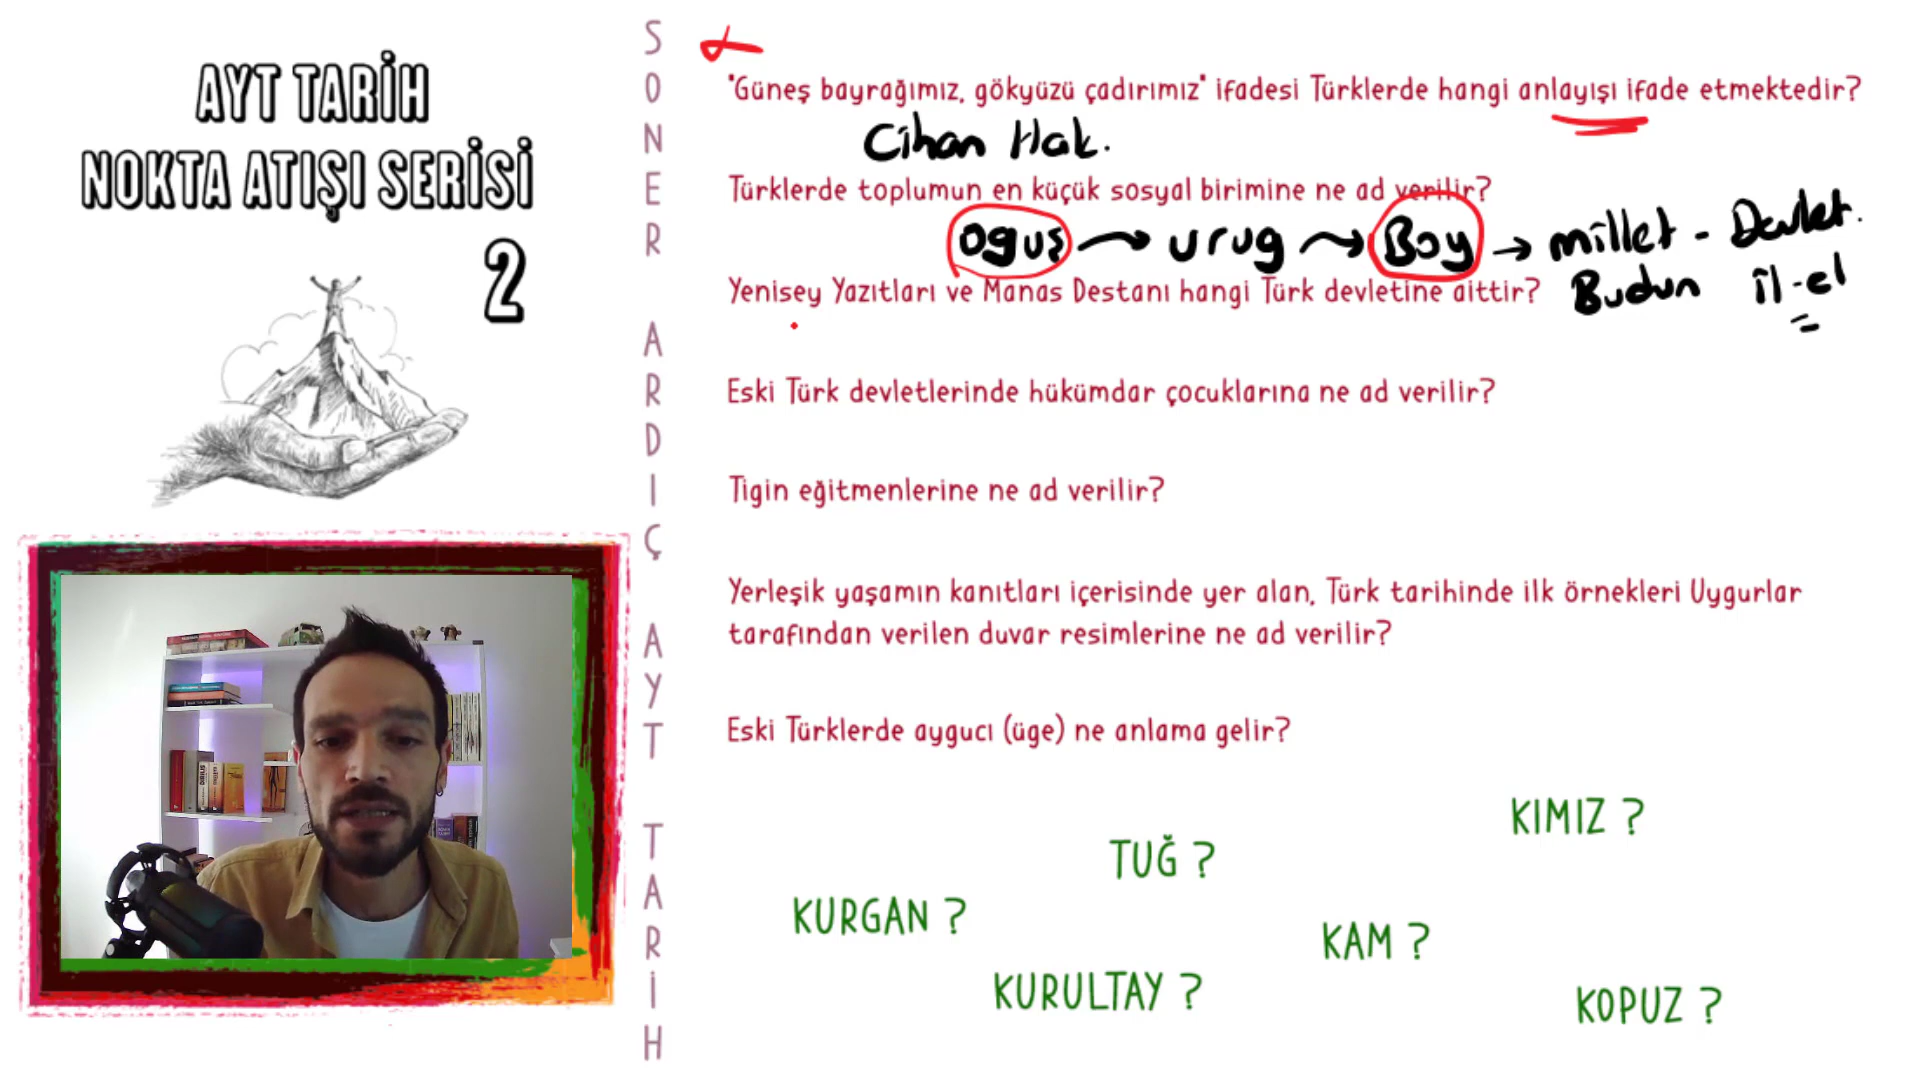 AYT TARİH
NOKTA ATIŞI SERİSİ
2
SONER ARDIÇ AYT TARİH
"Güneş bayrağımız, gökyüzü çadırımız" ifadesi Türklerde hangi anlayışı ifade etmektedir?
Cihan Hak.
Türklerde toplumun en küçük sosyal birimine ne ad verilir?
oguş → urug → Boy → millet - Devlet.
Budun il-el
Yenisey Yazıtları ve Manas Destanı hangi Türk devletine aittir?
Eski Türk devletlerinde hükümdar çocuklarına ne ad verilir?
Tigin eğitmenlerine ne ad verilir?
Yerleşik yaşamın kanıtları içerisinde yer alan, Türk tarihinde ilk örnekleri Uygurlar
tarafından verilen duvar resimlerine ne ad verilir?
Eski Türklerde aygucı (üge) ne anlama gelir?
KIMIZ ?
TUĞ ?
KURGAN ?
KAM ?
KURULTAY ?
KOPUZ ?